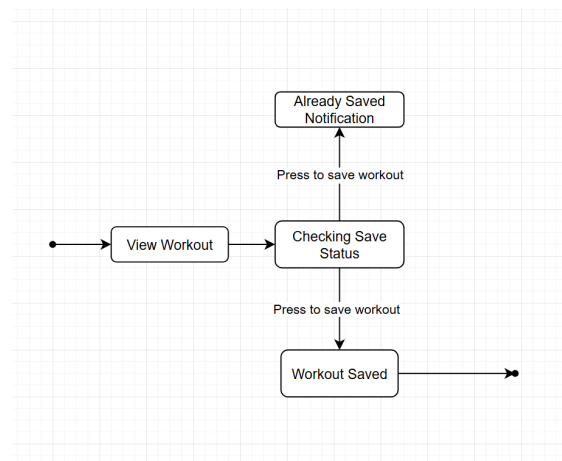 Already Saved
Notification
Press to save workout
View Workout
Checking Save
Status
Press to save workout
Workout Saved